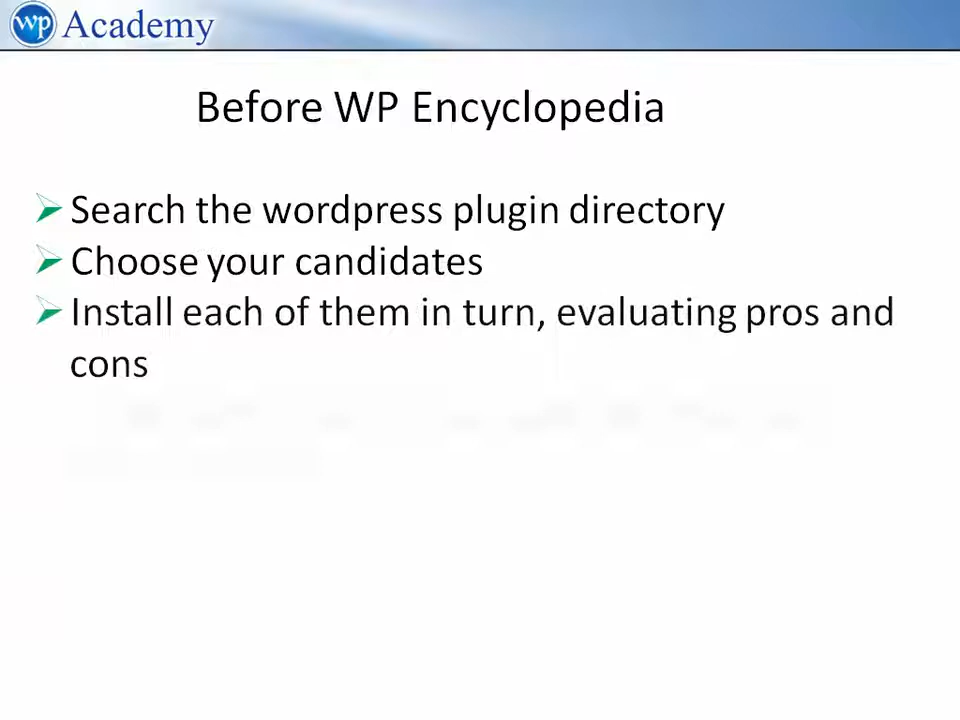 wp Academy
Before WP Encyclopedia
Search the wordpress plugin directory
Choose your candidates
Install each of them in turn, evaluating pros and
cons